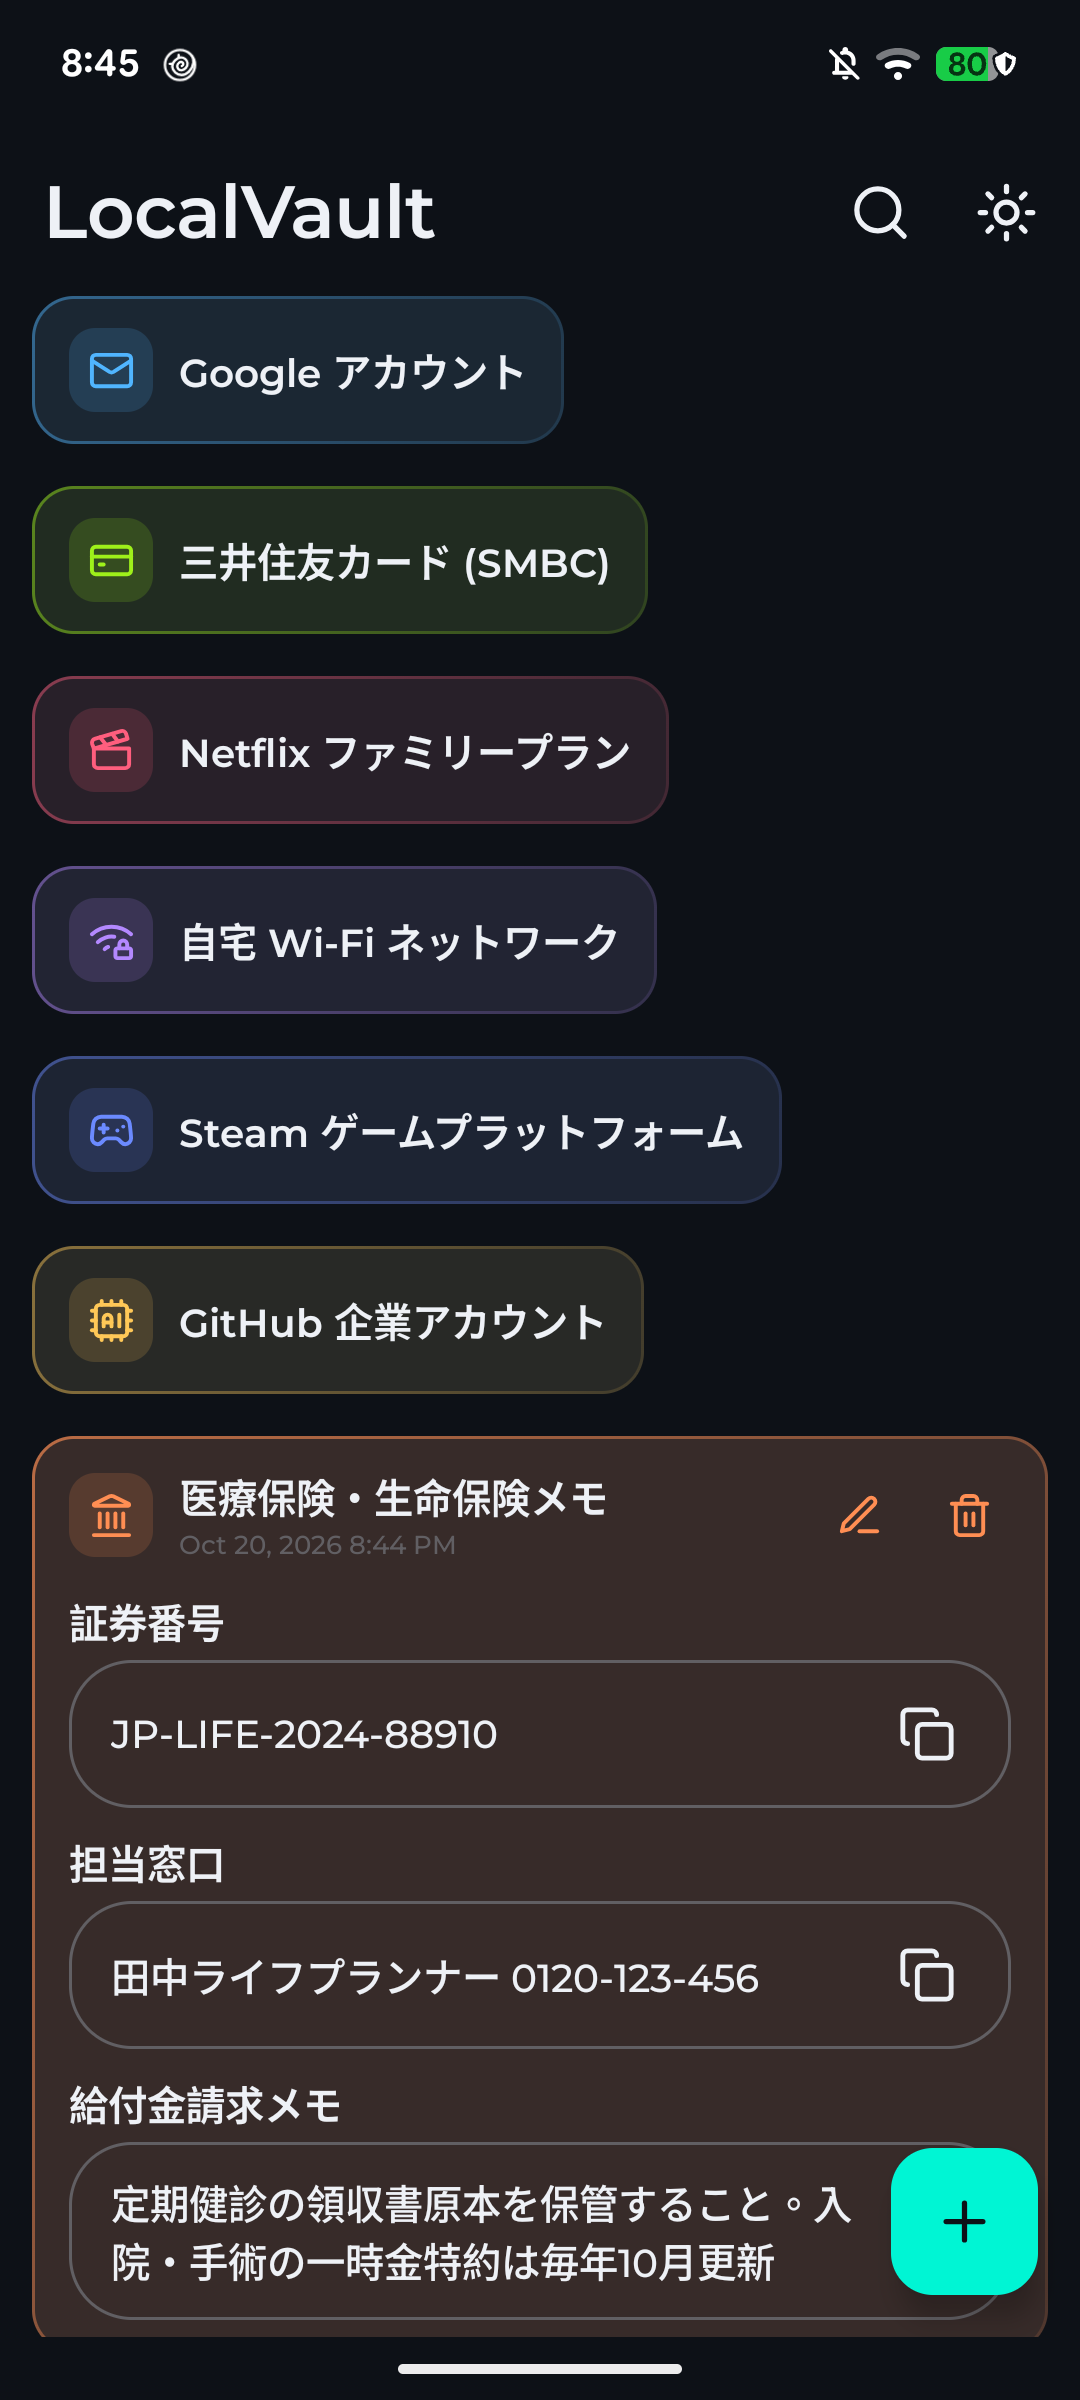 8:45
80
LocalVault
Google アカウント
三井住友カード (SMBC)
Netflix ファミリープラン
自宅 Wi-Fi ネットワーク
Steam ゲームプラットフォーム
GitHub 企業アカウント
医療保険・生命保険メモ
Oct 20, 2026 8:44 PM
証券番号
JP-LIFE-2024-88910
担当窓口
田中ライフプランナー 0120-123-456
給付金請求メモ
定期健診の領収書原本を保管すること。入
院・手術の一時金特約は毎年10月更新